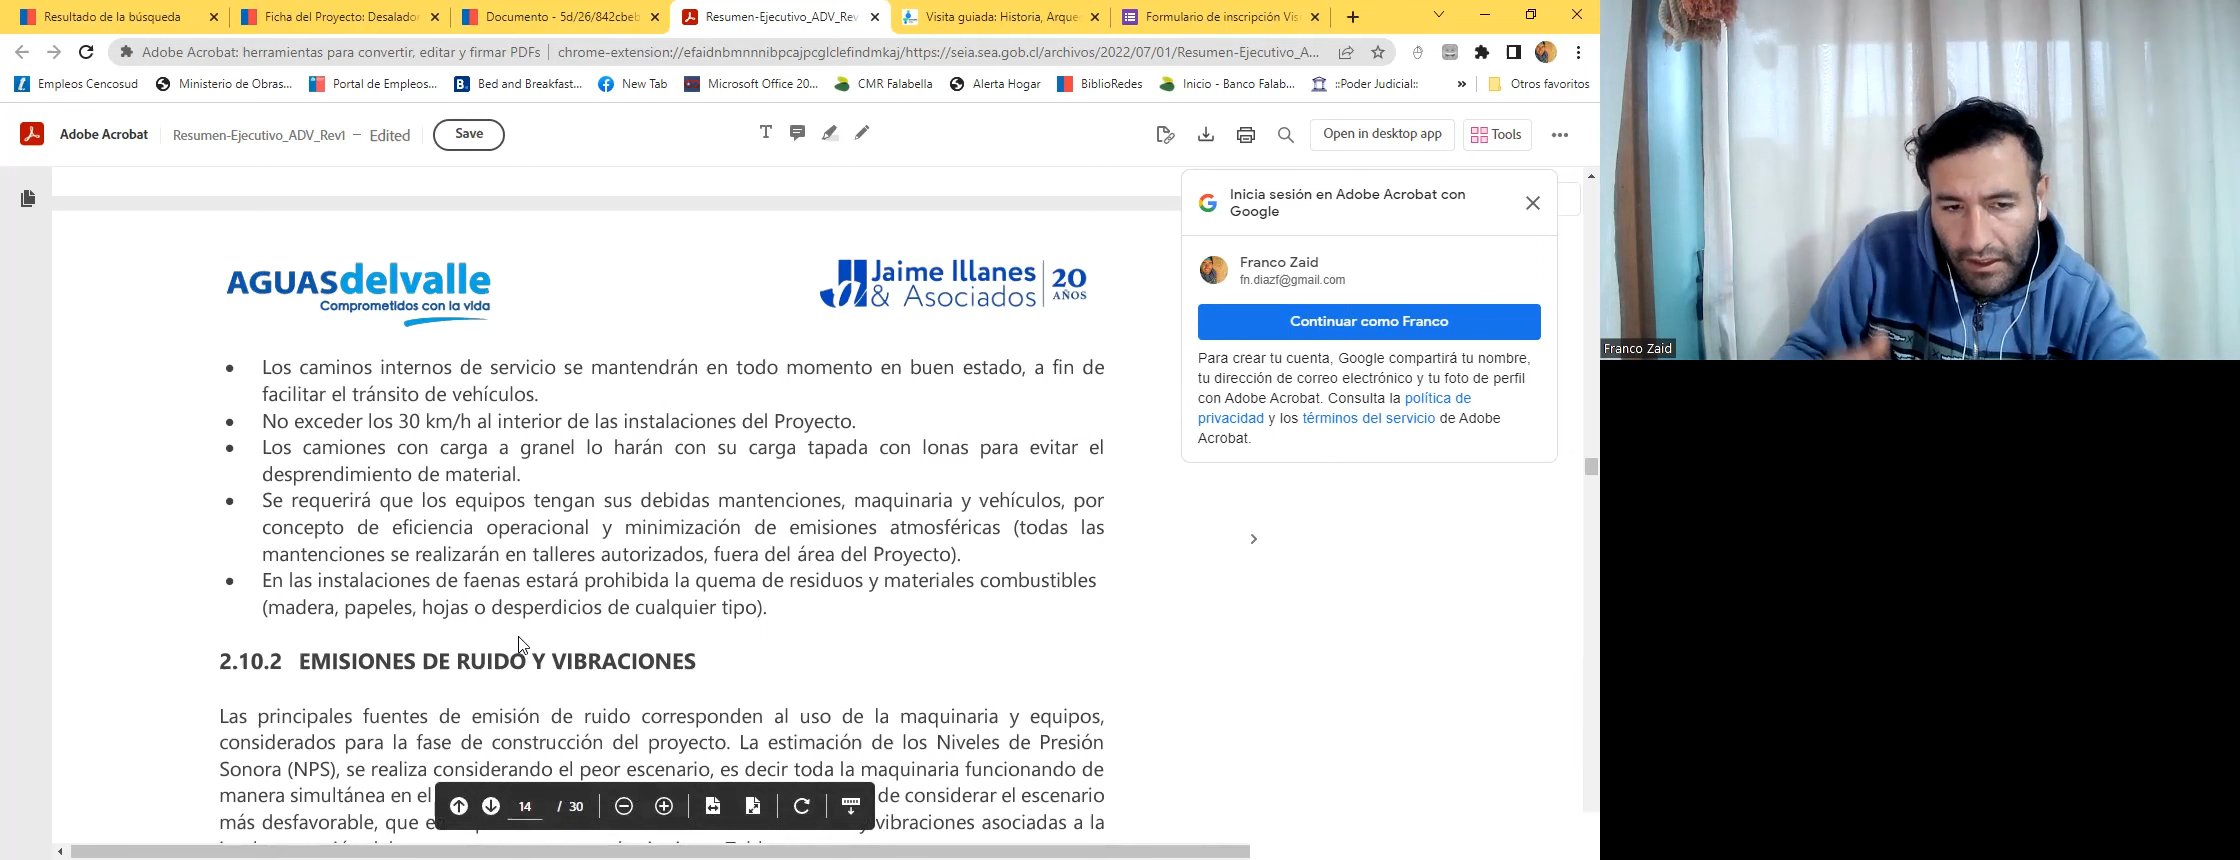 Resultado de la búsqueda
Ficha del Proyecto: Desalador
Documento - 5d/26/842cbeb
Resumen-Ejecutivo_ADV_Rev
Visita guiada: Historia, Arque
Formulario de inscripción Vis
Adobe Acrobat: herramientas para convertir, editar y firmar PDFs | chrome-extension://efaidnbmnnnibpcajpcglclefindmkaj/https://seia.sea.gob.cl/archivos/2022/07/01/Resumen-Ejecutivo_A...
Empleos Cencosud
Ministerio de Obras...
Portal de Empleos...
Bed and Breakfast...
New Tab
Microsoft Office 20...
CMR Falabella
Alerta Hogar
BiblioRedes
Inicio - Banco Falab...
::Poder Judicial::
»
Otros favoritos
Adobe Acrobat
Resumen-Ejecutivo_ADV_Rev1 — Edited
Save
Open in desktop app
Tools
Inicia sesión en Adobe Acrobat con
Google
Franco Zaid
fn.diazf@gmail.com
Continuar como Franco
Para crear tu cuenta, Google compartirá tu nombre,
tu dirección de correo electrónico y tu foto de perfil
con Adobe Acrobat. Consulta la política de
privacidad y los términos del servicio de Adobe
Acrobat.
AGUASdelvalle
Comprometidos con la vida
Jaime Illanes
& Asociados
20
AÑOS
• Los caminos internos de servicio se mantendrán en todo momento en buen estado, a fin de
facilitar el tránsito de vehículos.
• No exceder los 30 km/h al interior de las instalaciones del Proyecto.
• Los camiones con carga a granel lo harán con su carga tapada con lonas para evitar el
desprendimiento de material.
• Se requerirá que los equipos tengan sus debidas mantenciones, maquinaria y vehículos, por
concepto de eficiencia operacional y minimización de emisiones atmosféricas (todas las
mantenciones se realizarán en talleres autorizados, fuera del área del Proyecto).
• En las instalaciones de faenas estará prohibida la quema de residuos y materiales combustibles
(madera, papeles, hojas o desperdicios de cualquier tipo).
2.10.2 EMISIONES DE RUIDO Y VIBRACIONES
Las principales fuentes de emisión de ruido corresponden al uso de la maquinaria y equipos,
considerados para la fase de construcción del proyecto. La estimación de los Niveles de Presión
Sonora (NPS), se realiza considerando el peor escenario, es decir toda la maquinaria funcionando de
manera simultánea en el de considerar el escenario
más desfavorable, que vibraciones asociadas a la
14 / 30
Franco Zaid